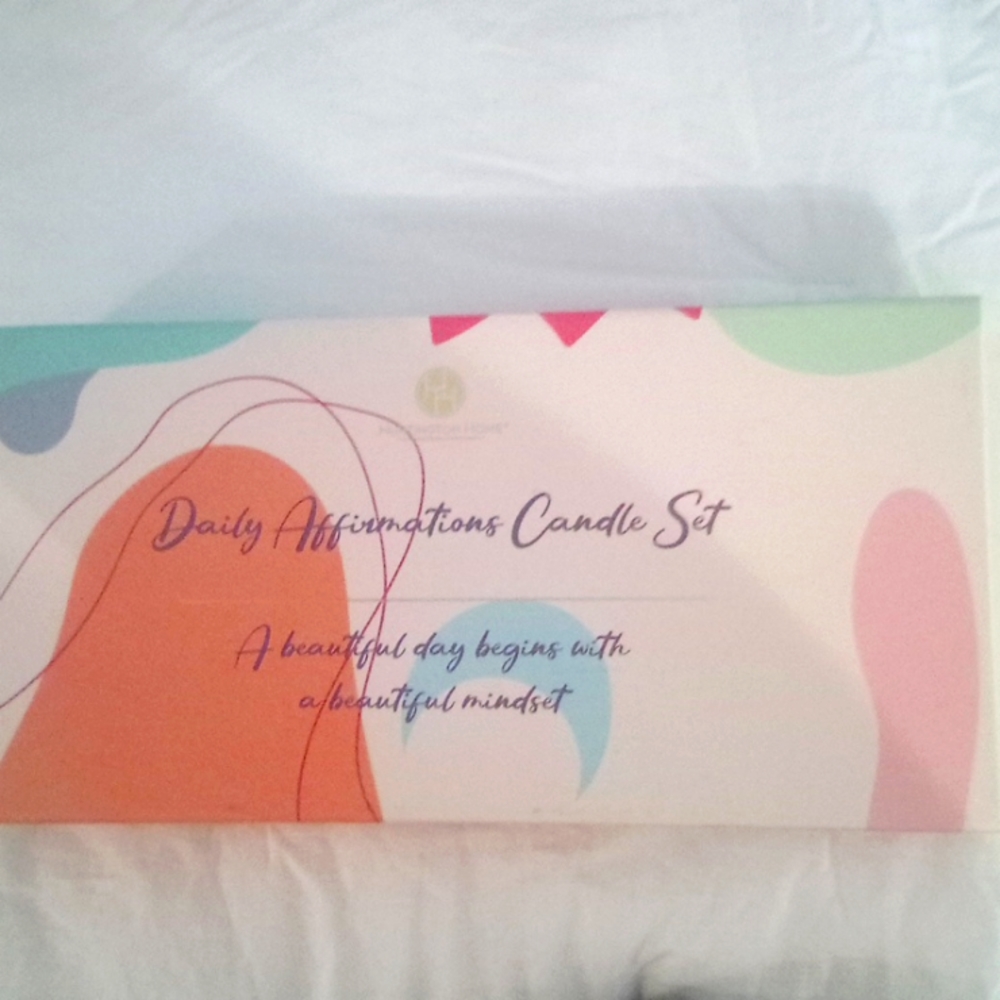 Daily Affirmations Candle Set
A beautiful day begins with
a beautiful mindset